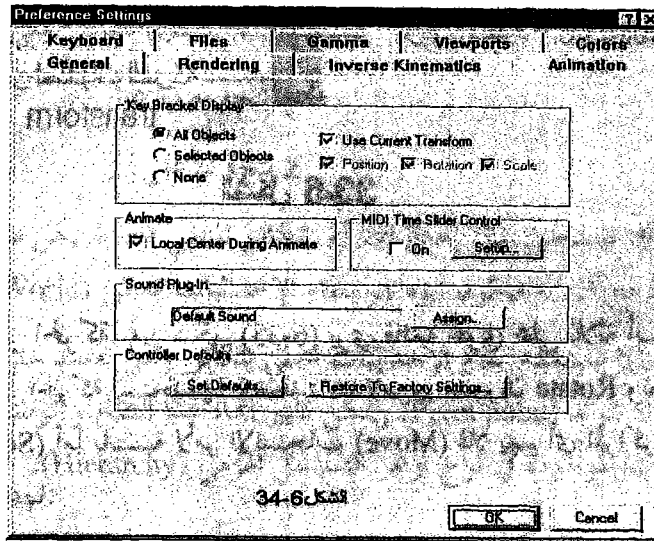 Preference Settings
Keyboard Files Gamma Viewports Colors
General Rendering Inverse Kinematics Animation
Key Bracket Display
All Objects
Selected Objects
None
Use Current Transform
Position Rotation Scale
Animate
Local Center During Animate
MIDI Time Slider Control
On Setup...
Sound Plug-In
Default Sound Assign...
Controller Defaults
Set Defaults... Restore To Factory Settings...
(Move)
شكل 34-6
OK Cancel